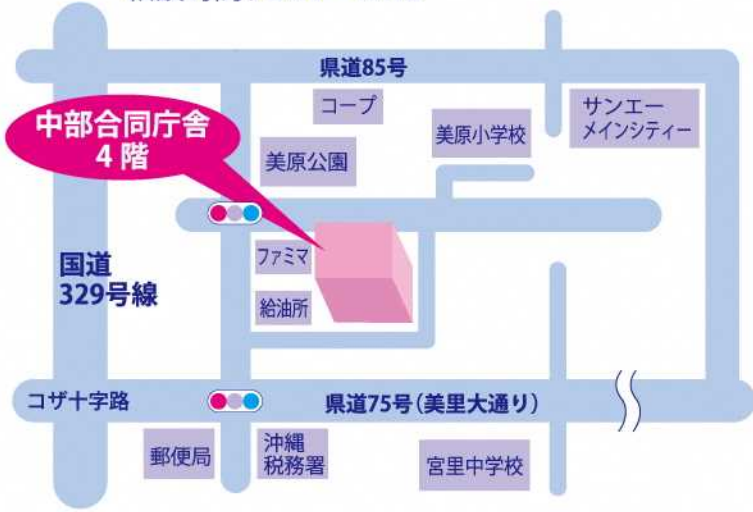 県道85号
コープ
サンエー
メインシティー
中部合同庁舎
4階
美原小学校
美原公園
ファミマ
国道
329号線
給油所
コザ十字路
県道75号(美里大通り)
郵便局
沖縄
税務署
宮里中学校